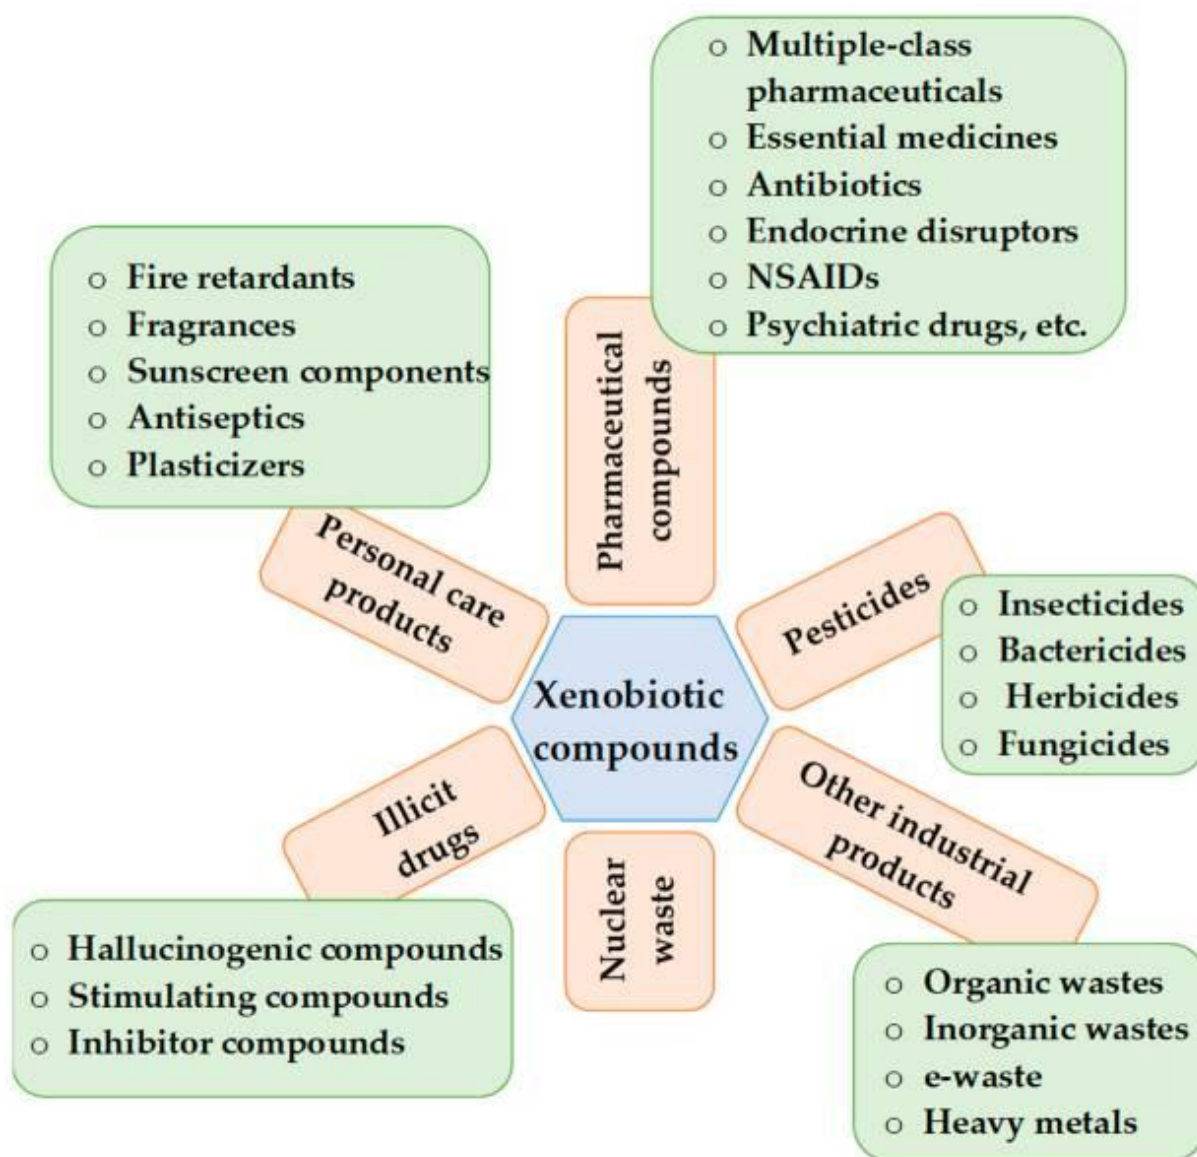 ○ Multiple-class
pharmaceuticals
○ Essential medicines
○ Antibiotics
○ Endocrine disruptors
○ NSAIDs
○ Psychiatric drugs, etc.
○ Fire retardants
○ Fragrances
○ Sunscreen components
○ Antiseptics
○ Plasticizers
Pharmaceutical
compounds
Personal care
products
Pesticides
○ Insecticides
○ Bactericides
○ Herbicides
○ Fungicides
Xenobiotic
compounds
Illicit
drugs
Nuclear
waste
Other industrial
products
○ Hallucinogenic compounds
○ Stimulating compounds
○ Inhibitor compounds
○ Organic wastes
○ Inorganic wastes
○ e-waste
○ Heavy metals